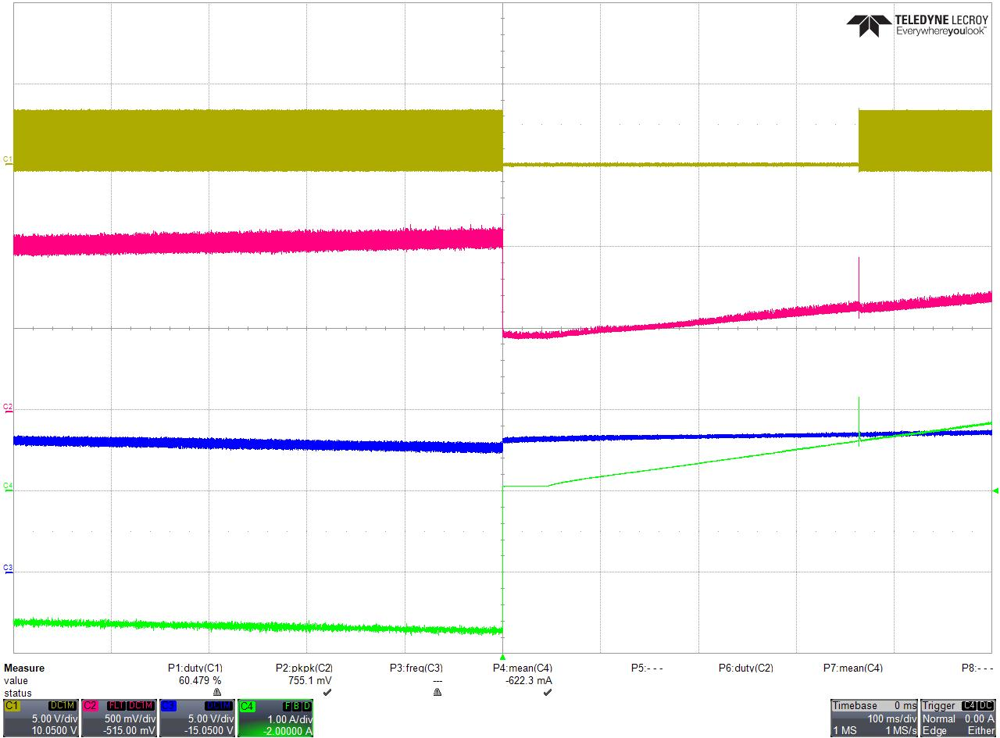 TELEDYNE LECROY
Everywhereyoulook™
C1
C2
C4
C3
Measure P1:duty(C1) P2:pkpk(C2) P3:freq(C3) P4:mean(C4) P5:- - - P6:duty(C2) P7:mean(C4) P8:- - -
value 60.479 % 755.1 mV --- -622.3 mA
status
C1 DC1M C2 FLT DC1M C3 DC1M C4 F B D Timebase 0 ms Trigger C4 DC
5.00 V/div 500 mV/div 5.00 V/div 1.00 A/div 100 ms/div Normal 0.00 A
10.0500 V -515.00 mV -15.0500 V -2.00000 A 1 MS 1 MS/s Edge Either